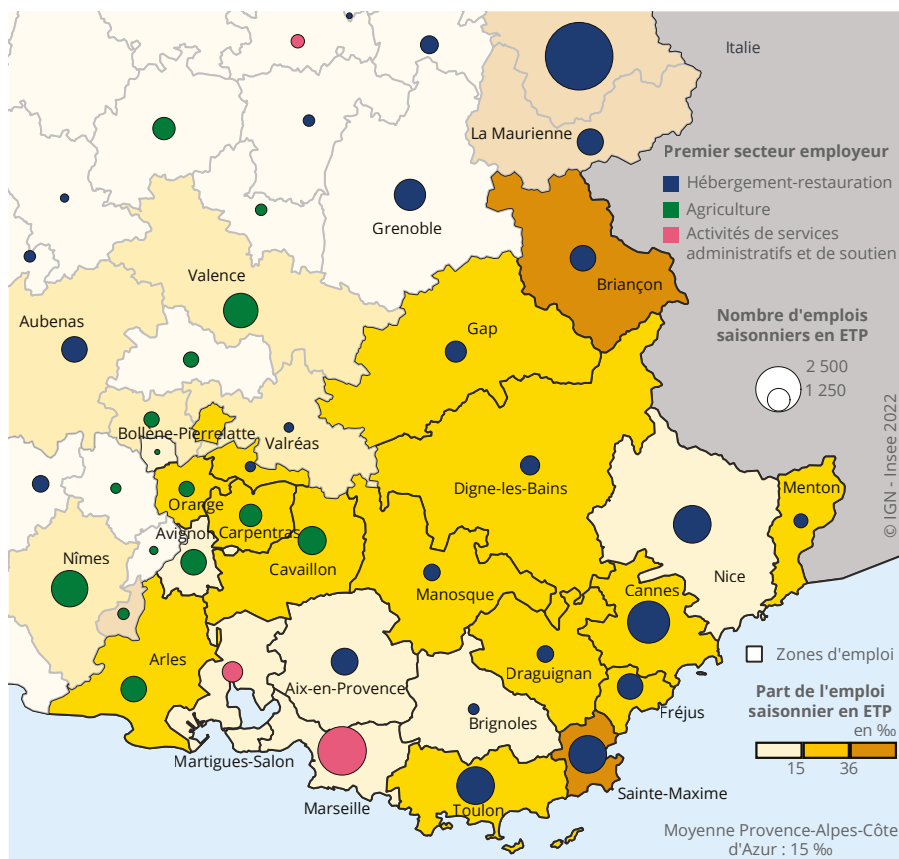 Italie
La Maurienne
Premier secteur employeur
Hébergement-restauration
Agriculture
Activités de services
administratifs et de soutien
Grenoble
Valence
Briançon
Aubenas
Gap
Nombre d'emplois
saisonniers en ETP
2 500
1 250
Bollène-Pierrelatte
Valréas
Digne-les-Bains
Menton
Orange
Carpentras
Avignon
Nîmes
Cavaillon
Manosque
Cannes
Nice
© IGN - Insee 2022
Arles
Aix-en-Provence
Draguignan
Zones d'emploi
Fréjus
Brignoles
Part de l'emploi
saisonnier en ETP
en ‰
15
36
Martigues-Salon
Marseille
Toulon
Sainte-Maxime
Moyenne Provence-Alpes-Côte
d'Azur : 15 ‰